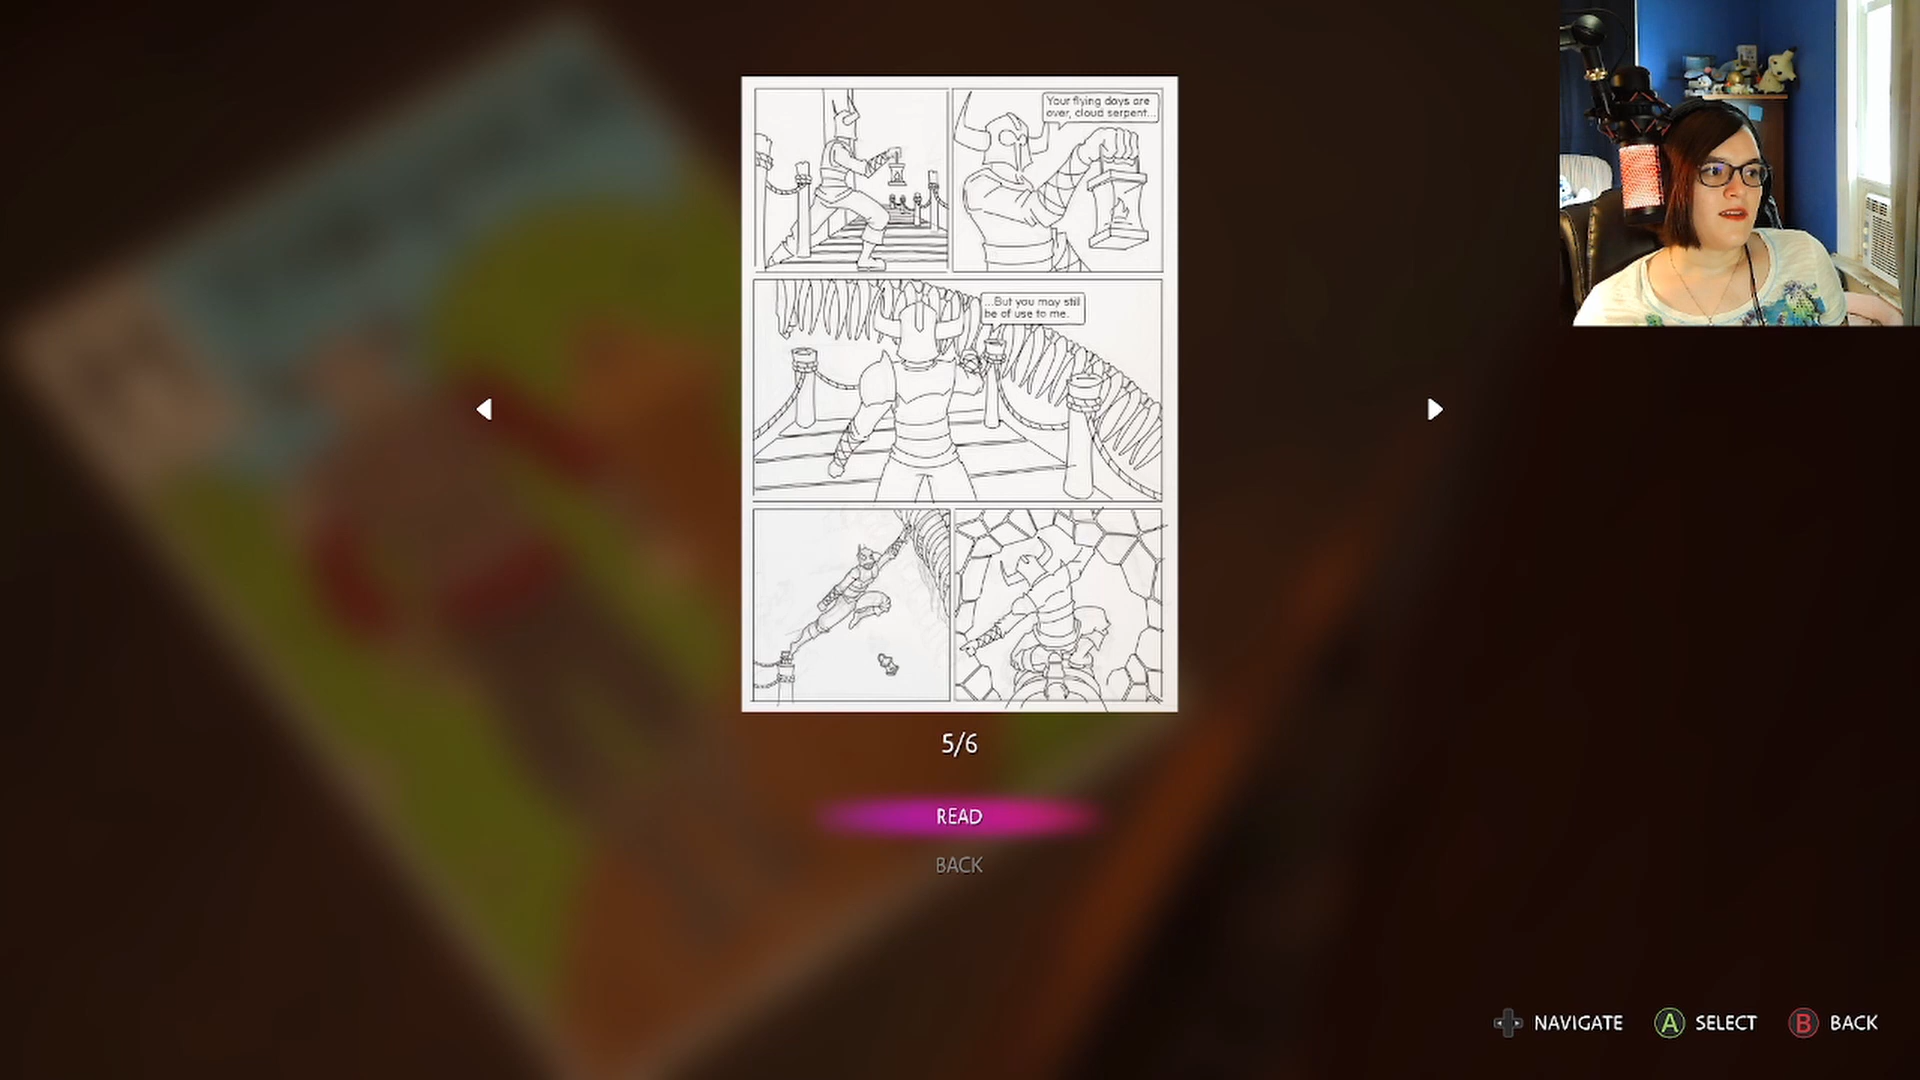 Your flying days are
over, cloud serpent...
...But you may still
be of use to me.
5/6
READ
BACK
NAVIGATE
A SELECT
B BACK